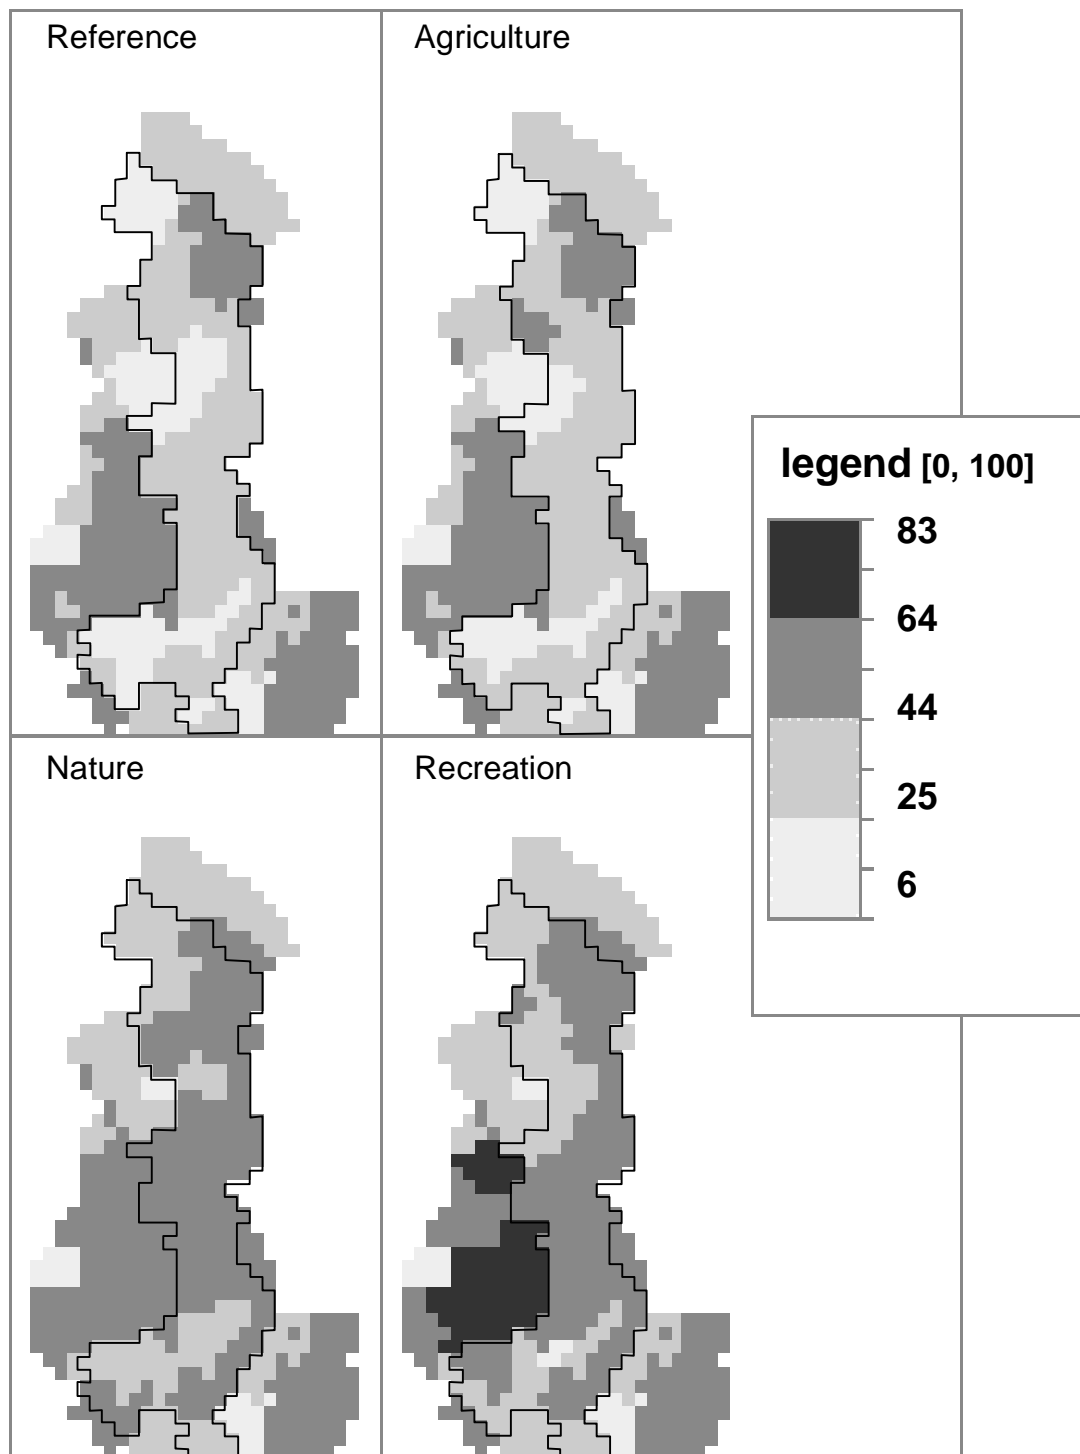 Reference
Agriculture
legend [0, 100]
83
64
44
25
6
Nature
Recreation